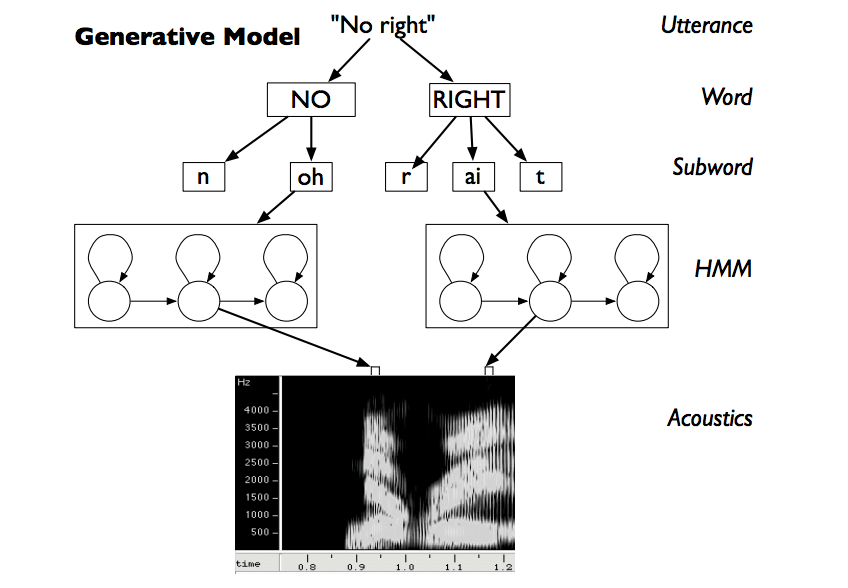 Generative Model
"No right"
Utterance
NO
RIGHT
Word
n
oh
r
ai
t
Subword
HMM
Hz
4000
3500
3000
2500
2000
1500
1000
500
Acoustics
time
0.8
0.9
1.0
1.1
1.2